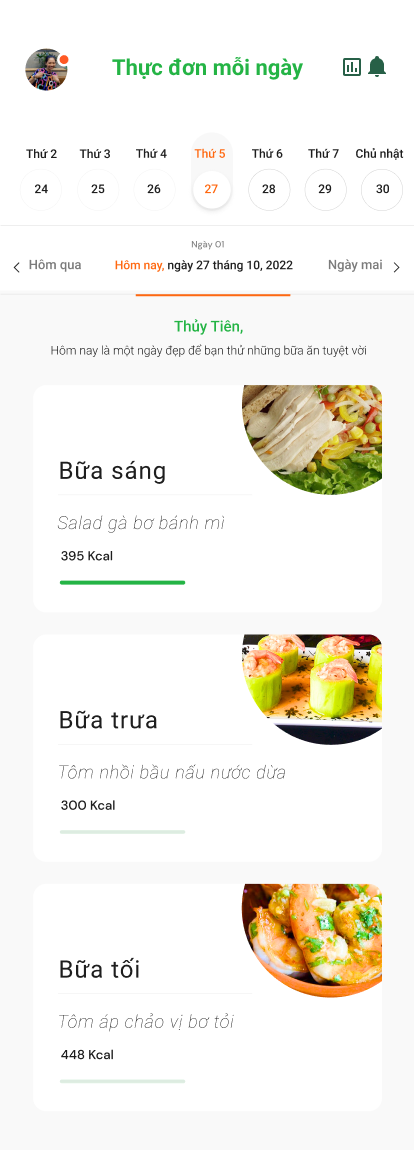 Thực đơn mỗi ngày
Thứ 2 Thứ 3 Thứ 4 Thứ 5 Thứ 6 Thứ 7 Chủ nhật
24 25 26 27 28 29 30
Ngày 01
Hôm qua Hôm nay, ngày 27 tháng 10, 2022 Ngày mai
Thủy Tiên,
Hôm nay là một ngày đẹp để bạn thử những bữa ăn tuyệt vời
Bữa sáng
Salad gà bơ bánh mì
395 Kcal
Bữa trưa
Tôm nhồi bầu nấu nước dừa
300 Kcal
Bữa tối
Tôm áp chảo vị bơ tỏi
448 Kcal